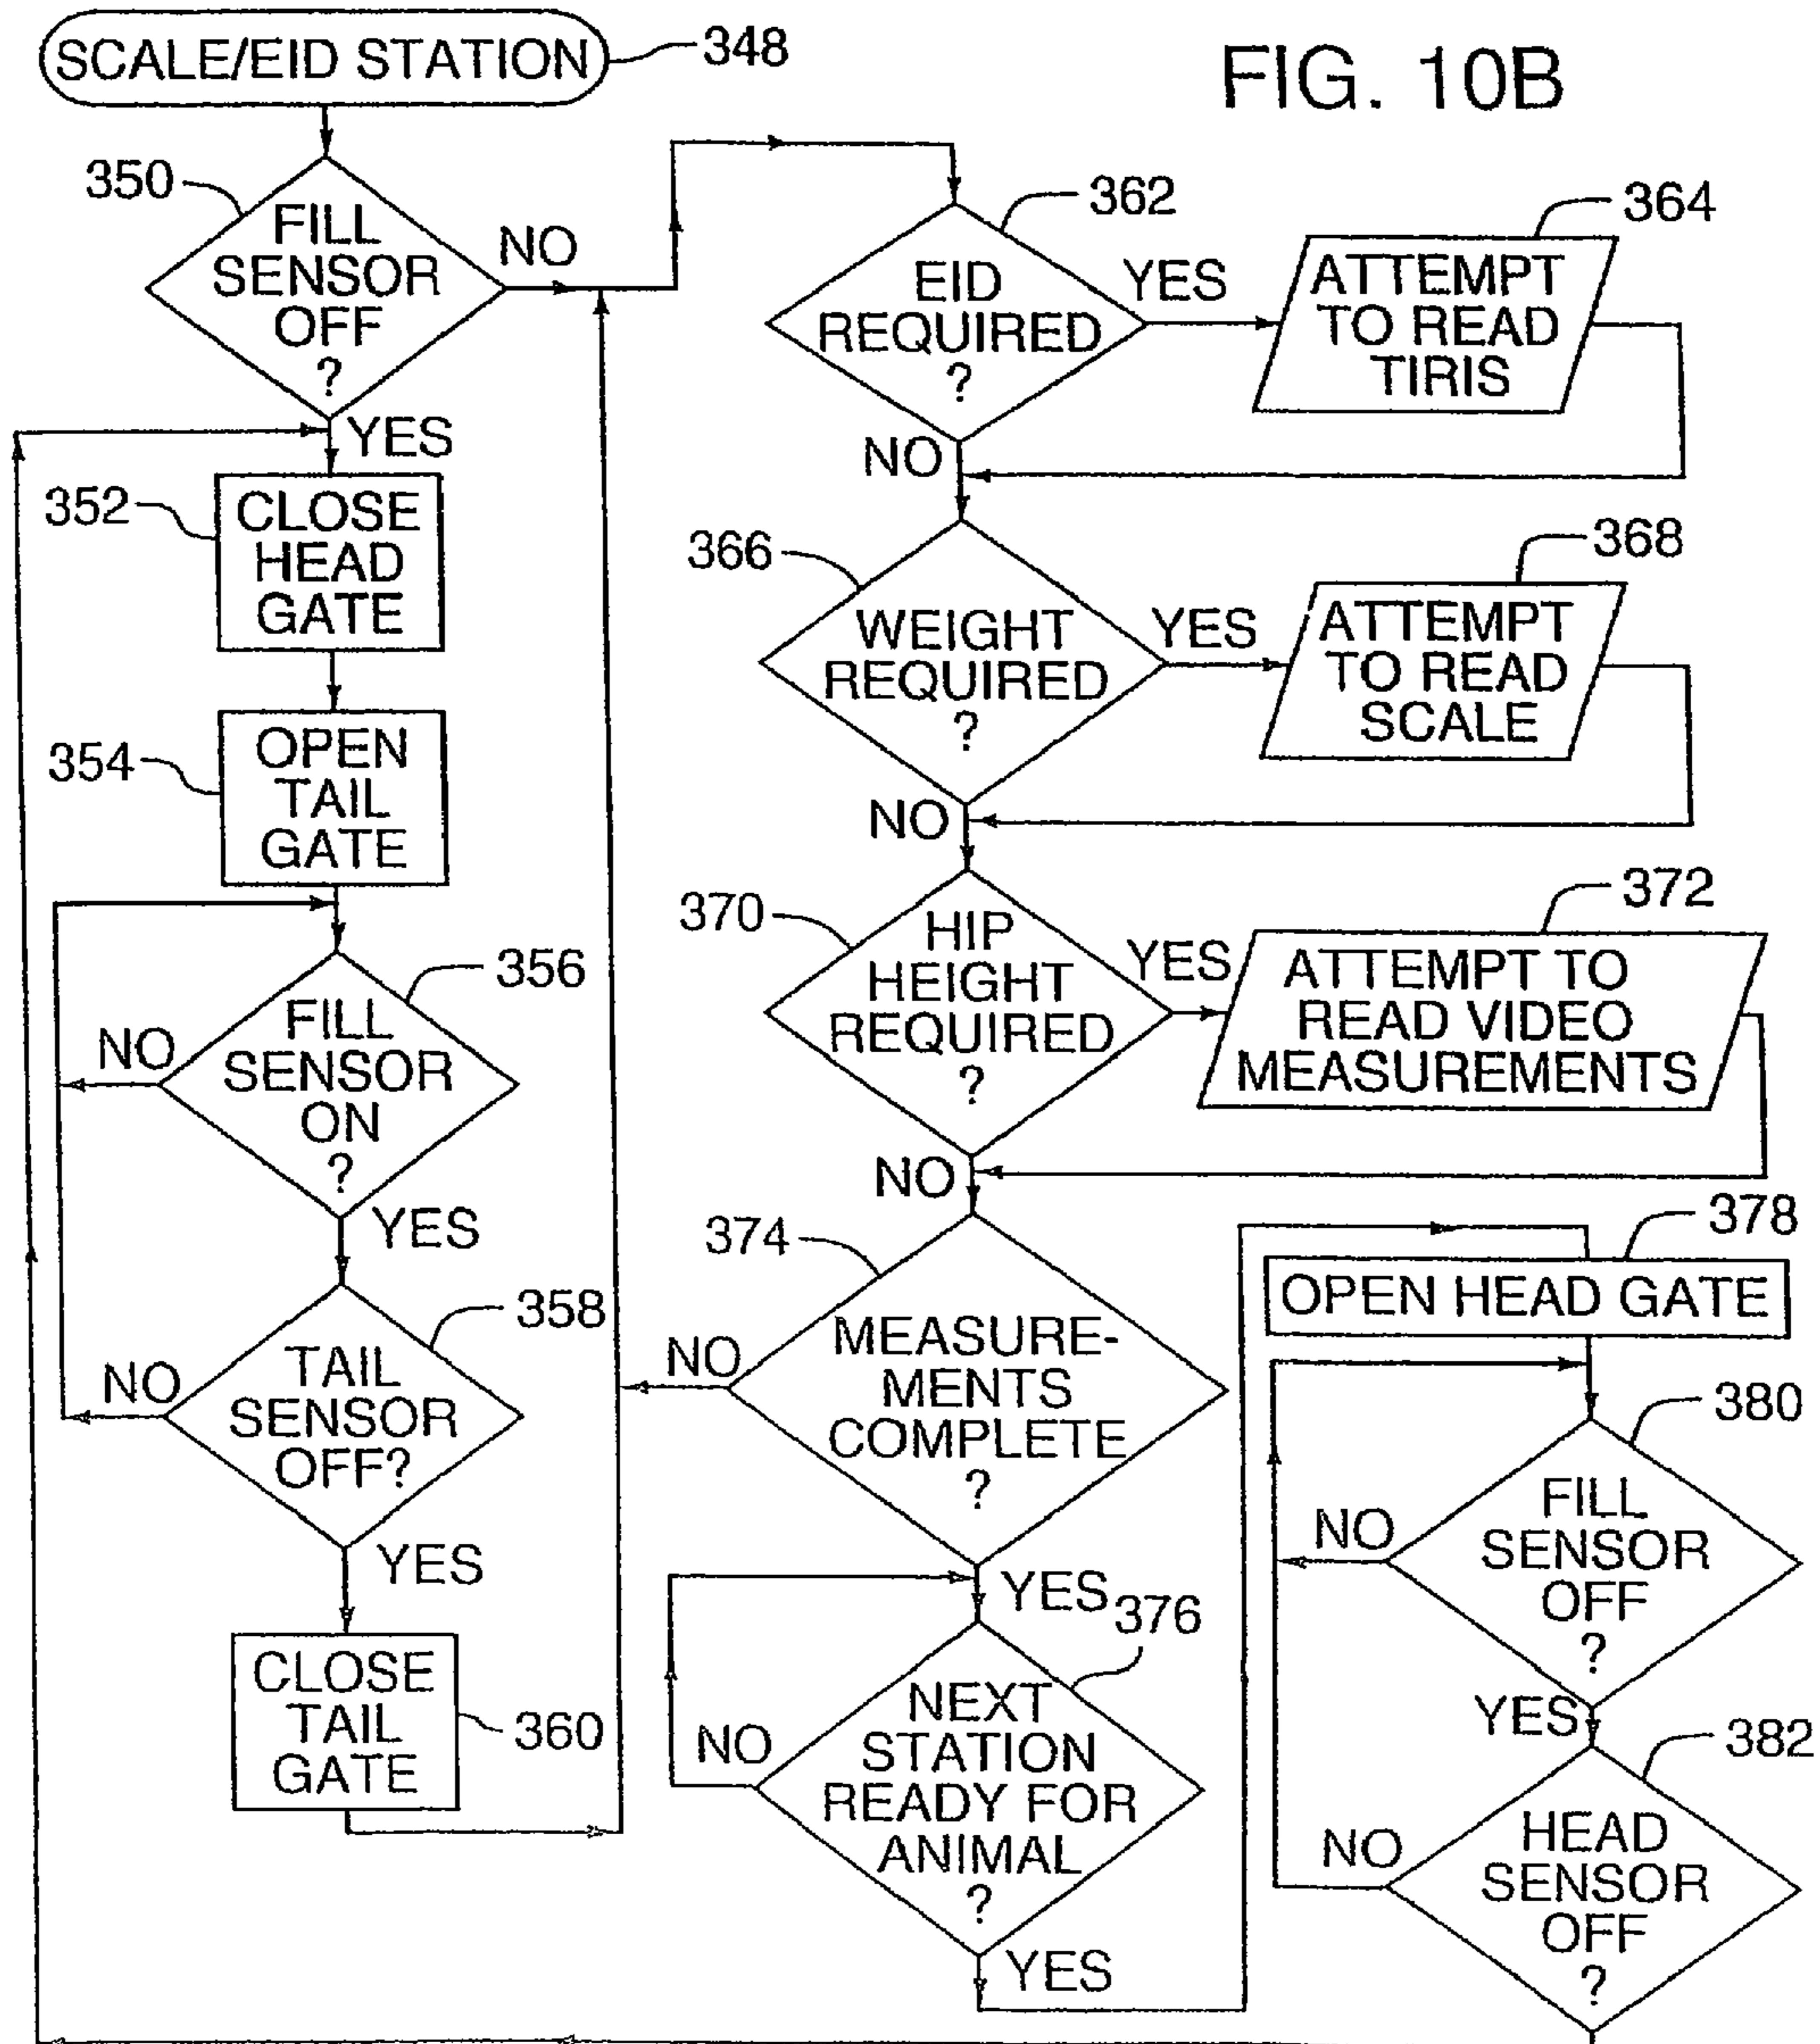 FIG. 10B
SCALE/EID STATION
348
350
FILL
SENSOR
OFF
?
NO
YES
352
CLOSE
HEAD
GATE
354
OPEN
TAIL
GATE
356
FILL
SENSOR
ON
?
NO
YES
358
TAIL
SENSOR
OFF?
NO
YES
CLOSE
TAIL
GATE
360
362
EID
REQUIRED
?
YES
NO
364
ATTEMPT
TO READ
TIRIS
366
WEIGHT
REQUIRED
?
YES
NO
368
ATTEMPT
TO READ
SCALE
370
HIP
HEIGHT
REQUIRED
?
YES
NO
372
ATTEMPT TO
READ VIDEO
MEASUREMENTS
374
MEASURE-
MENTS
COMPLETE
?
NO
YES
376
NEXT
STATION
READY FOR
ANIMAL
?
NO
YES
378
OPEN HEAD GATE
380
FILL
SENSOR
OFF
?
NO
YES
382
HEAD
SENSOR
OFF
?
NO